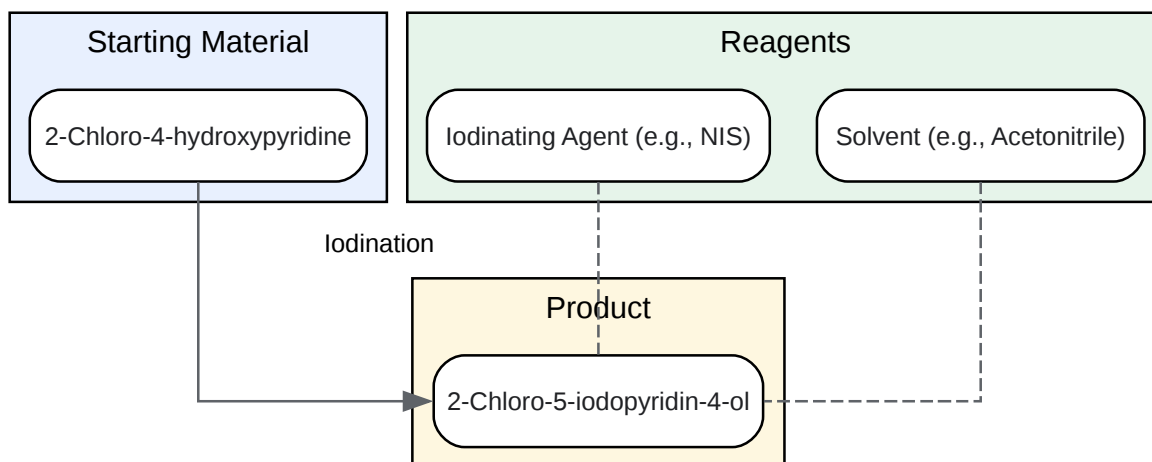 Starting Material
Reagents
2-Chloro-4-hydroxypyridine
Iodinating Agent (e.g., NIS)
Solvent (e.g., Acetonitrile)
Iodination
Product
2-Chloro-5-iodopyridin-4-ol